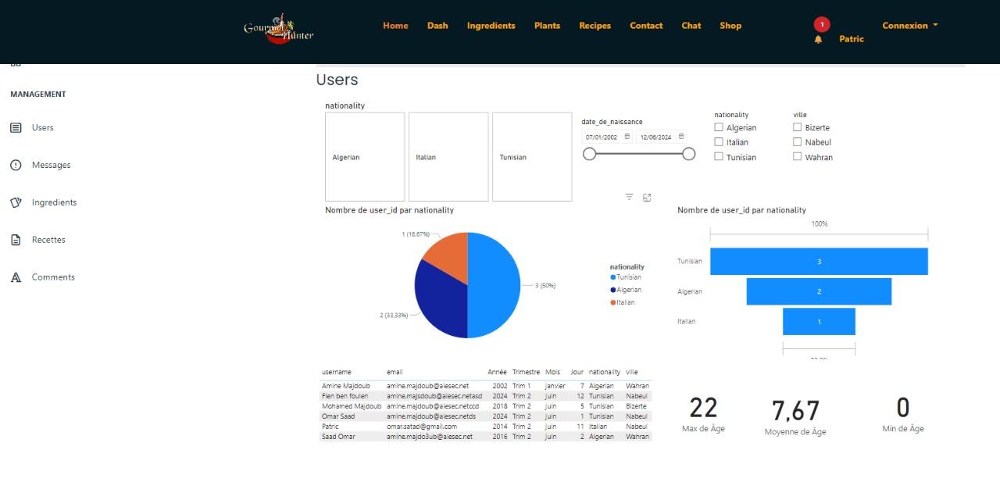 Gourmet Hunter
Home Dash Ingredients Plants Recipes Contact Chat Shop
1
Patric
Connexion
MANAGEMENT
Users
Messages
Ingredients
Recettes
Comments
Users
nationality
Algerian
Italian
Tunisian
date_de_naissance
07/01/2002 12/06/2024
nationality
Algerian
Italian
Tunisian
ville
Bizerte
Nabeul
Wahran
Nombre de user_id par nationality
1 (16,67%)
3 (50%)
2 (33,33%)
nationality
Tunisian
Algerian
Italian
Nombre de user_id par nationality
100%
Tunisian 3
Algerian 2
Italian 1
username email Année Trimestre Mois Jour nationality ville
Amine Majdoub amine.majdoub@aiesec.net 2002 Trim 1 janvier 7 Algerian Wahran
Flen ben foulen amine.majsdoub@aiesec.netasd 2024 Trim 2 juin 12 Tunisian Nabeul
Mohamed Majdoub amine.majdoub@aiesec.netccd 2018 Trim 2 juin 5 Tunisian Bizerte
Omar Saad amine.majdoub@aiesec.netds 2024 Trim 2 juin 1 Tunisian Nabeul
Patric omar.satad@gmail.com 2014 Trim 2 juin 11 Italian Nabeul
Saad Omar amine.majdo3ub@aiesec.net 2016 Trim 2 juin 2 Algerian Wahran
22
Max de Âge
7,67
Moyenne de Âge
0
Min de Âge